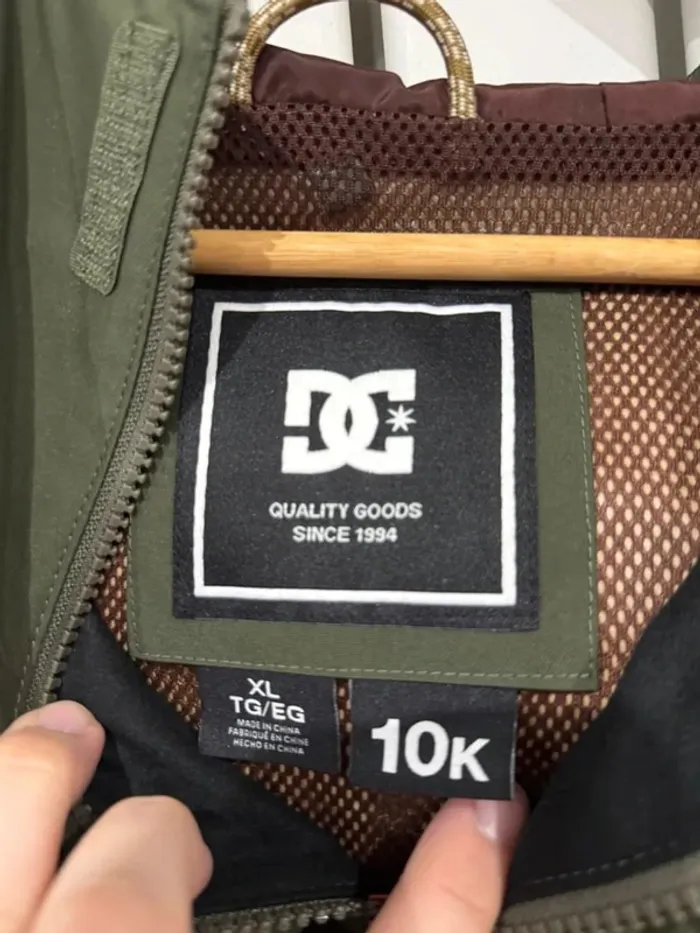 DC
QUALITY GOODS
SINCE 1994
XL
TG/EG
MADE IN CHINA
FABRIQUÉ EN CHINE
HECHO EN CHINA
10K